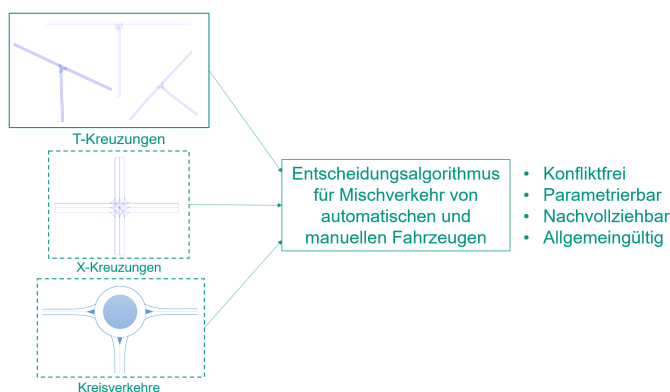 T-Kreuzungen
X-Kreuzungen
Kreisverkehre
Entscheidungsalgorithmus
für Mischverkehr von
automatischen und
manuellen Fahrzeugen
• Konfliktfrei
• Parametrierbar
• Nachvollziehbar
• Allgemeingültig